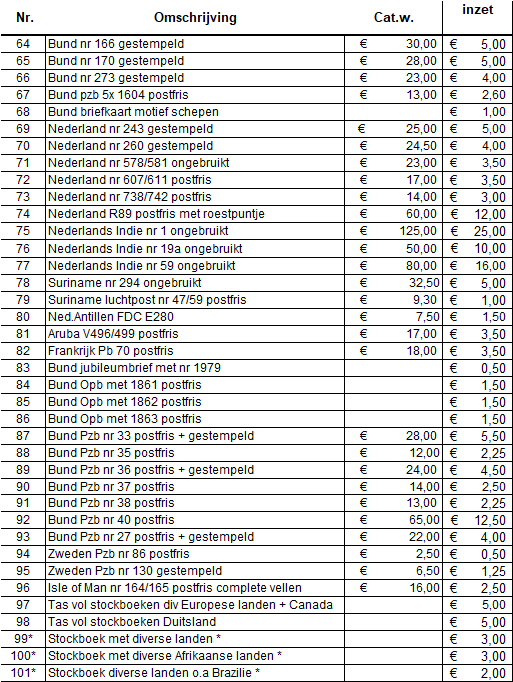 Nr. Omschrijving Cat.w. inzet
64 Bund nr 166 gestempeld € 30,00 € 5,00
65 Bund nr 170 gestempeld € 28,00 € 5,00
66 Bund nr 273 gestempeld € 23,00 € 4,00
67 Bund pzb 5x 1604 postfris € 13,00 € 2,60
68 Bund briefkaart motief schepen € 1,00
69 Nederland nr 243 gestempeld € 25,00 € 5,00
70 Nederland nr 260 gestempeld € 24,50 € 4,00
71 Nederland nr 578/581 ongebruikt € 23,00 € 3,50
72 Nederland nr 607/611 postfris € 17,00 € 3,50
73 Nederland nr 738/742 postfris € 14,00 € 3,00
74 Nederland R89 postfris met roestpuntje € 60,00 € 12,00
75 Nederlands Indie nr 1 ongebruikt € 125,00 € 25,00
76 Nederlands Indie nr 19a ongebruikt € 50,00 € 10,00
77 Nederlands Indie nr 59 ongebruikt € 80,00 € 16,00
78 Suriname nr 294 ongebruikt € 32,50 € 5,00
79 Suriname luchtpost nr 47/59 postfris € 9,30 € 1,00
80 Ned.Antillen FDC E280 € 7,50 € 1,50
81 Aruba V496/499 postfris € 17,00 € 3,50
82 Frankrijk Pb 70 postfris € 18,00 € 3,50
83 Bund jubileumbrief met nr 1979 € 0,50
84 Bund Opb met 1861 postfris € 1,50
85 Bund Opb met 1862 postfris € 1,50
86 Bund Opb met 1863 postfris € 1,50
87 Bund Pzb nr 33 postfris + gestempeld € 28,00 € 5,50
88 Bund Pzb nr 35 postfris € 12,00 € 2,25
89 Bund Pzb nr 36 postfris + gestempeld € 24,00 € 4,50
90 Bund Pzb nr 37 postfris € 14,00 € 2,50
91 Bund Pzb nr 38 postfris € 13,00 € 2,25
92 Bund Pzb nr 40 postfris € 65,00 € 12,50
93 Bund Pzb nr 27 postfris + gestempeld € 22,00 € 4,00
94 Zweden Pzb nr 86 postfris € 2,50 € 0,50
95 Zweden Pzb nr 130 gestempeld € 6,50 € 1,25
96 Isle of Man nr 164/165 postfris complete vellen € 16,00 € 2,50
97 Tas vol stockboeken div Europese landen + Canada € 5,00
98 Tas vol stockboeken Duitsland € 5,00
99* Stockboek met diverse landen * € 3,00
100* Stockboek met diverse Afrikaanse landen * € 3,00
101* Stockboek diverse landen o.a Brazilie * € 2,00